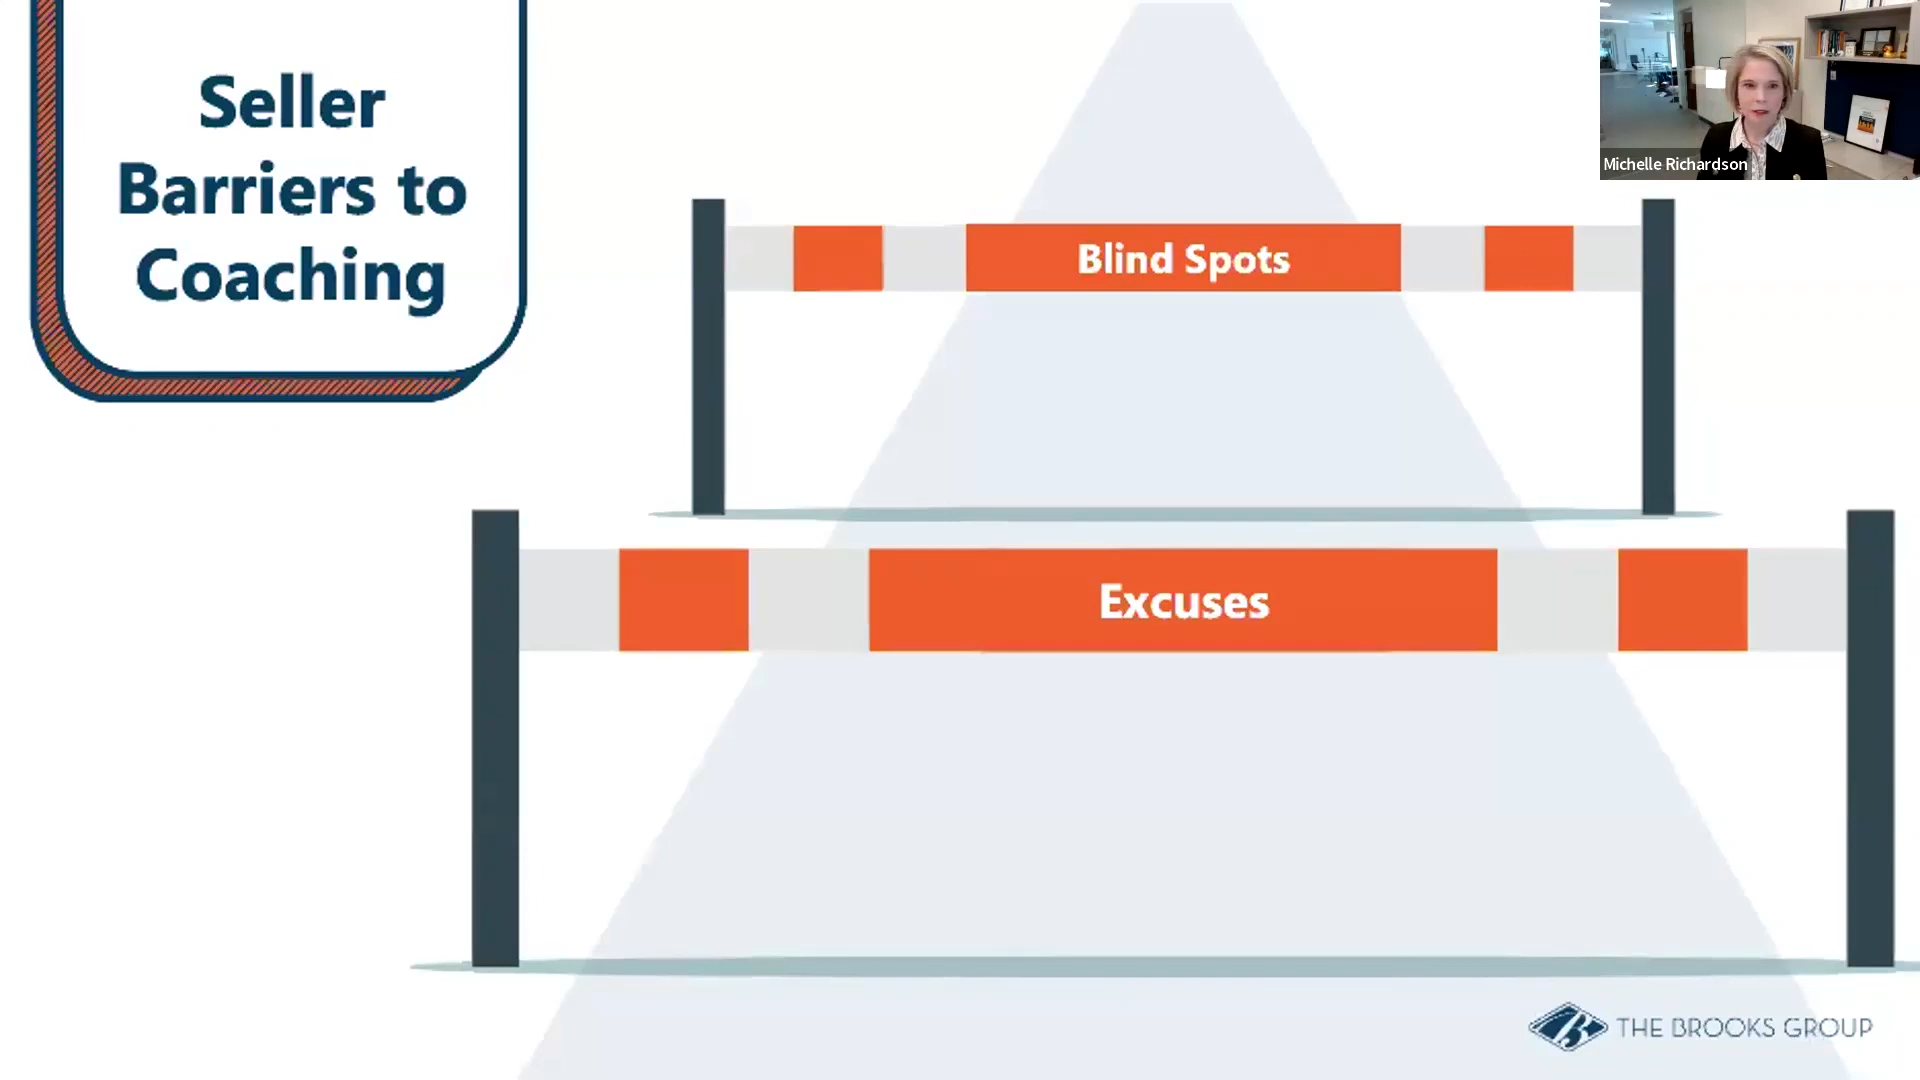 Seller
Barriers to
Coaching
Michelle Richardson
Blind Spots
Excuses
THE BROOKS GROUP